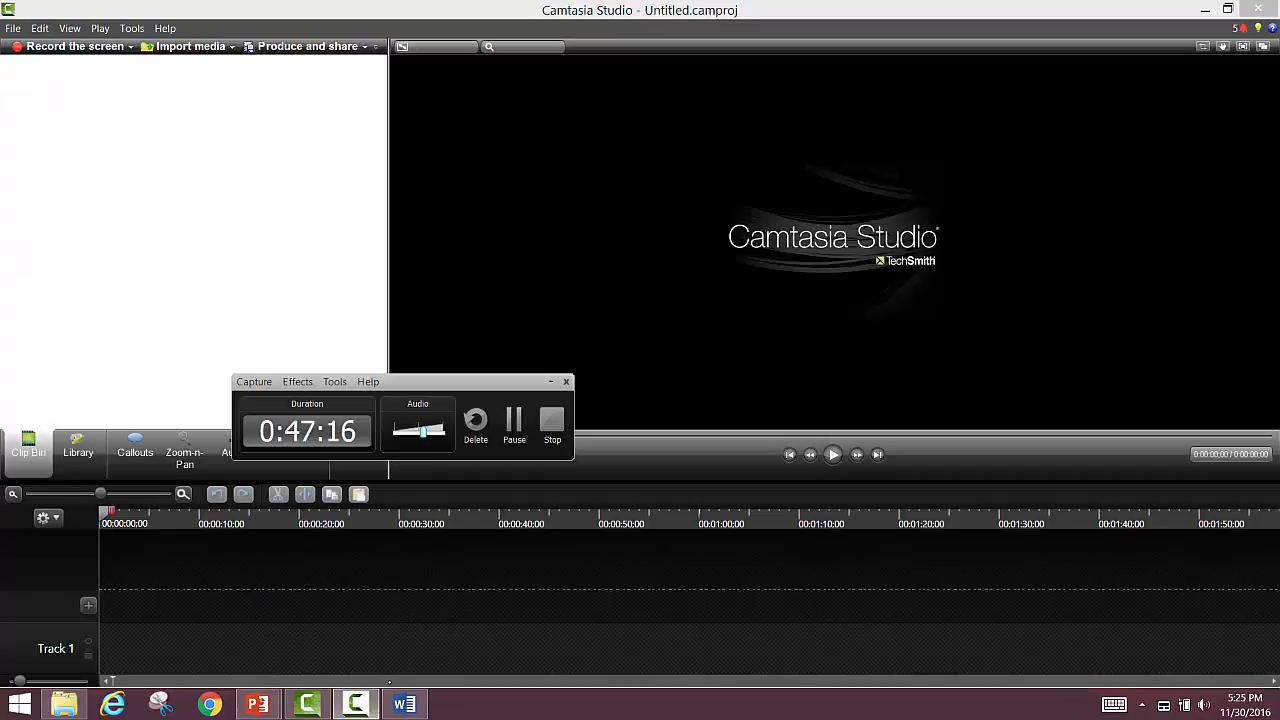 Camtasia Studio - Untitled.camproj
File Edit View Play Tools Help
5
Record the screen Import media Produce and share
Camtasia Studio
TechSmith
Capture Effects Tools Help
Duration Audio
0:47:16
Delete Pause Stop
Clip Bin Library Callouts Zoom-n-Pan
0:00:00:00 / 0:00:00:00
00:00:00;00 00:00:10;00 00:00:20;00 00:00:30;00 00:00:40;00 00:00:50;00 00:01:00;00 00:01:10;00 00:01:20;00 00:01:30;00 00:01:40;00 00:01:50;00
Track 1
5:25 PM
11/30/2016